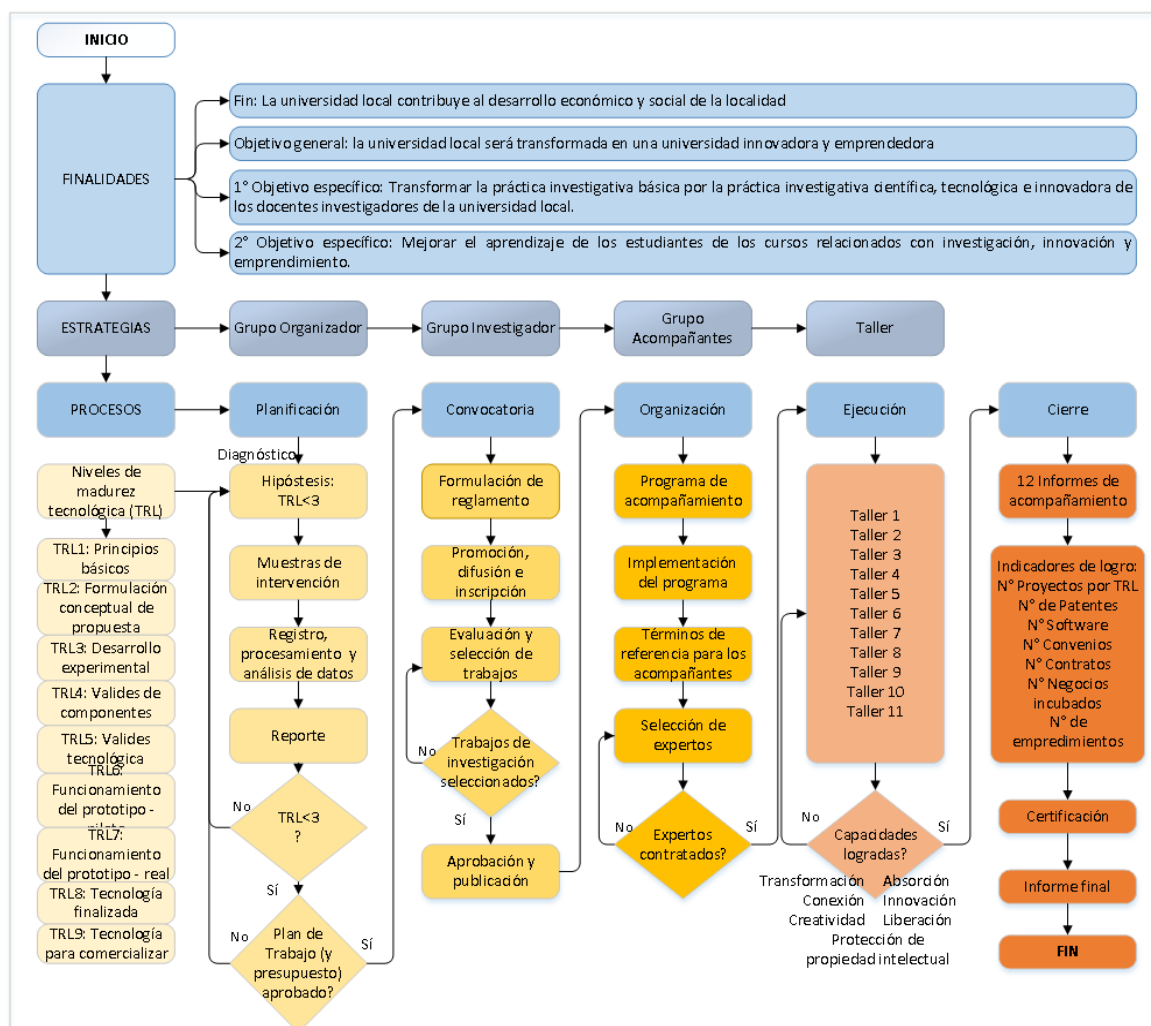 INICIO
FINALIDADES
Fin: La universidad local contribuye al desarrollo económico y social de la localidad
Objetivo general: la universidad local será transformada en una universidad innovadora y emprendedora
1° Objetivo específico: Transformar la práctica investigativa básica por la práctica investigativa científica, tecnológica e innovadora de
los docentes investigadores de la universidad local.
2° Objetivo específico: Mejorar el aprendizaje de los estudiantes de los cursos relacionados con investigación, innovación y
emprendimiento.
ESTRATEGIAS
Grupo Organizador
Grupo Investigador
Grupo
Acompañantes
Taller
PROCESOS
Planificación
Convocatoria
Organización
Ejecución
Cierre
Niveles de
madurez
tecnológica (TRL)
TRL1: Principios
básicos
TRL2: Formulación
conceptual de
propuesta
TRL3: Desarrollo
experimental
TRL4: Valides de
componentes
TRL5: Valides
tecnológica
TRL6:
Funcionamiento
del prototipo -
TRL7:
Funcionamiento
del prototipo - real
TRL8: Tecnología
finalizada
TRL9: Tecnología
para comercializar
Diagnóstico
Hipóstesis:
TRL<3
Muestras de
intervención
Registro,
procesamiento y
análisis de datos
Reporte
No
TRL<3
?
Sí
No
Plan de
Trabajo (y
presupuesto)
aprobado?
Sí
Formulación de
reglamento
Promoción,
difusión e
inscripción
Evaluación y
selección de
trabajos
No
Trabajos de
investigación
seleccionados?
Sí
Aprobación y
publicación
Programa de
acompañamiento
Implementación
del programa
Términos de
referencia para los
acompañantes
Selección de
expertos
No
Expertos
contratados?
Sí
Taller 1
Taller 2
Taller 3
Taller 4
Taller 5
Taller 6
Taller 7
Taller 8
Taller 9
Taller 10
Taller 11
No
Capacidades
logradas?
Sí
Transformación Absorción
Conexión Innovación
Creatividad Liberación
Protección de
propiedad intelectual
12 Informes de
acompañamiento
Indicadores de logro:
N° Proyectos por TRL
N° de Patentes
N° Software
N° Convenios
N° Contratos
N° Negocios
incubados
N° de
empredimientos
Certificación
Informe final
FIN